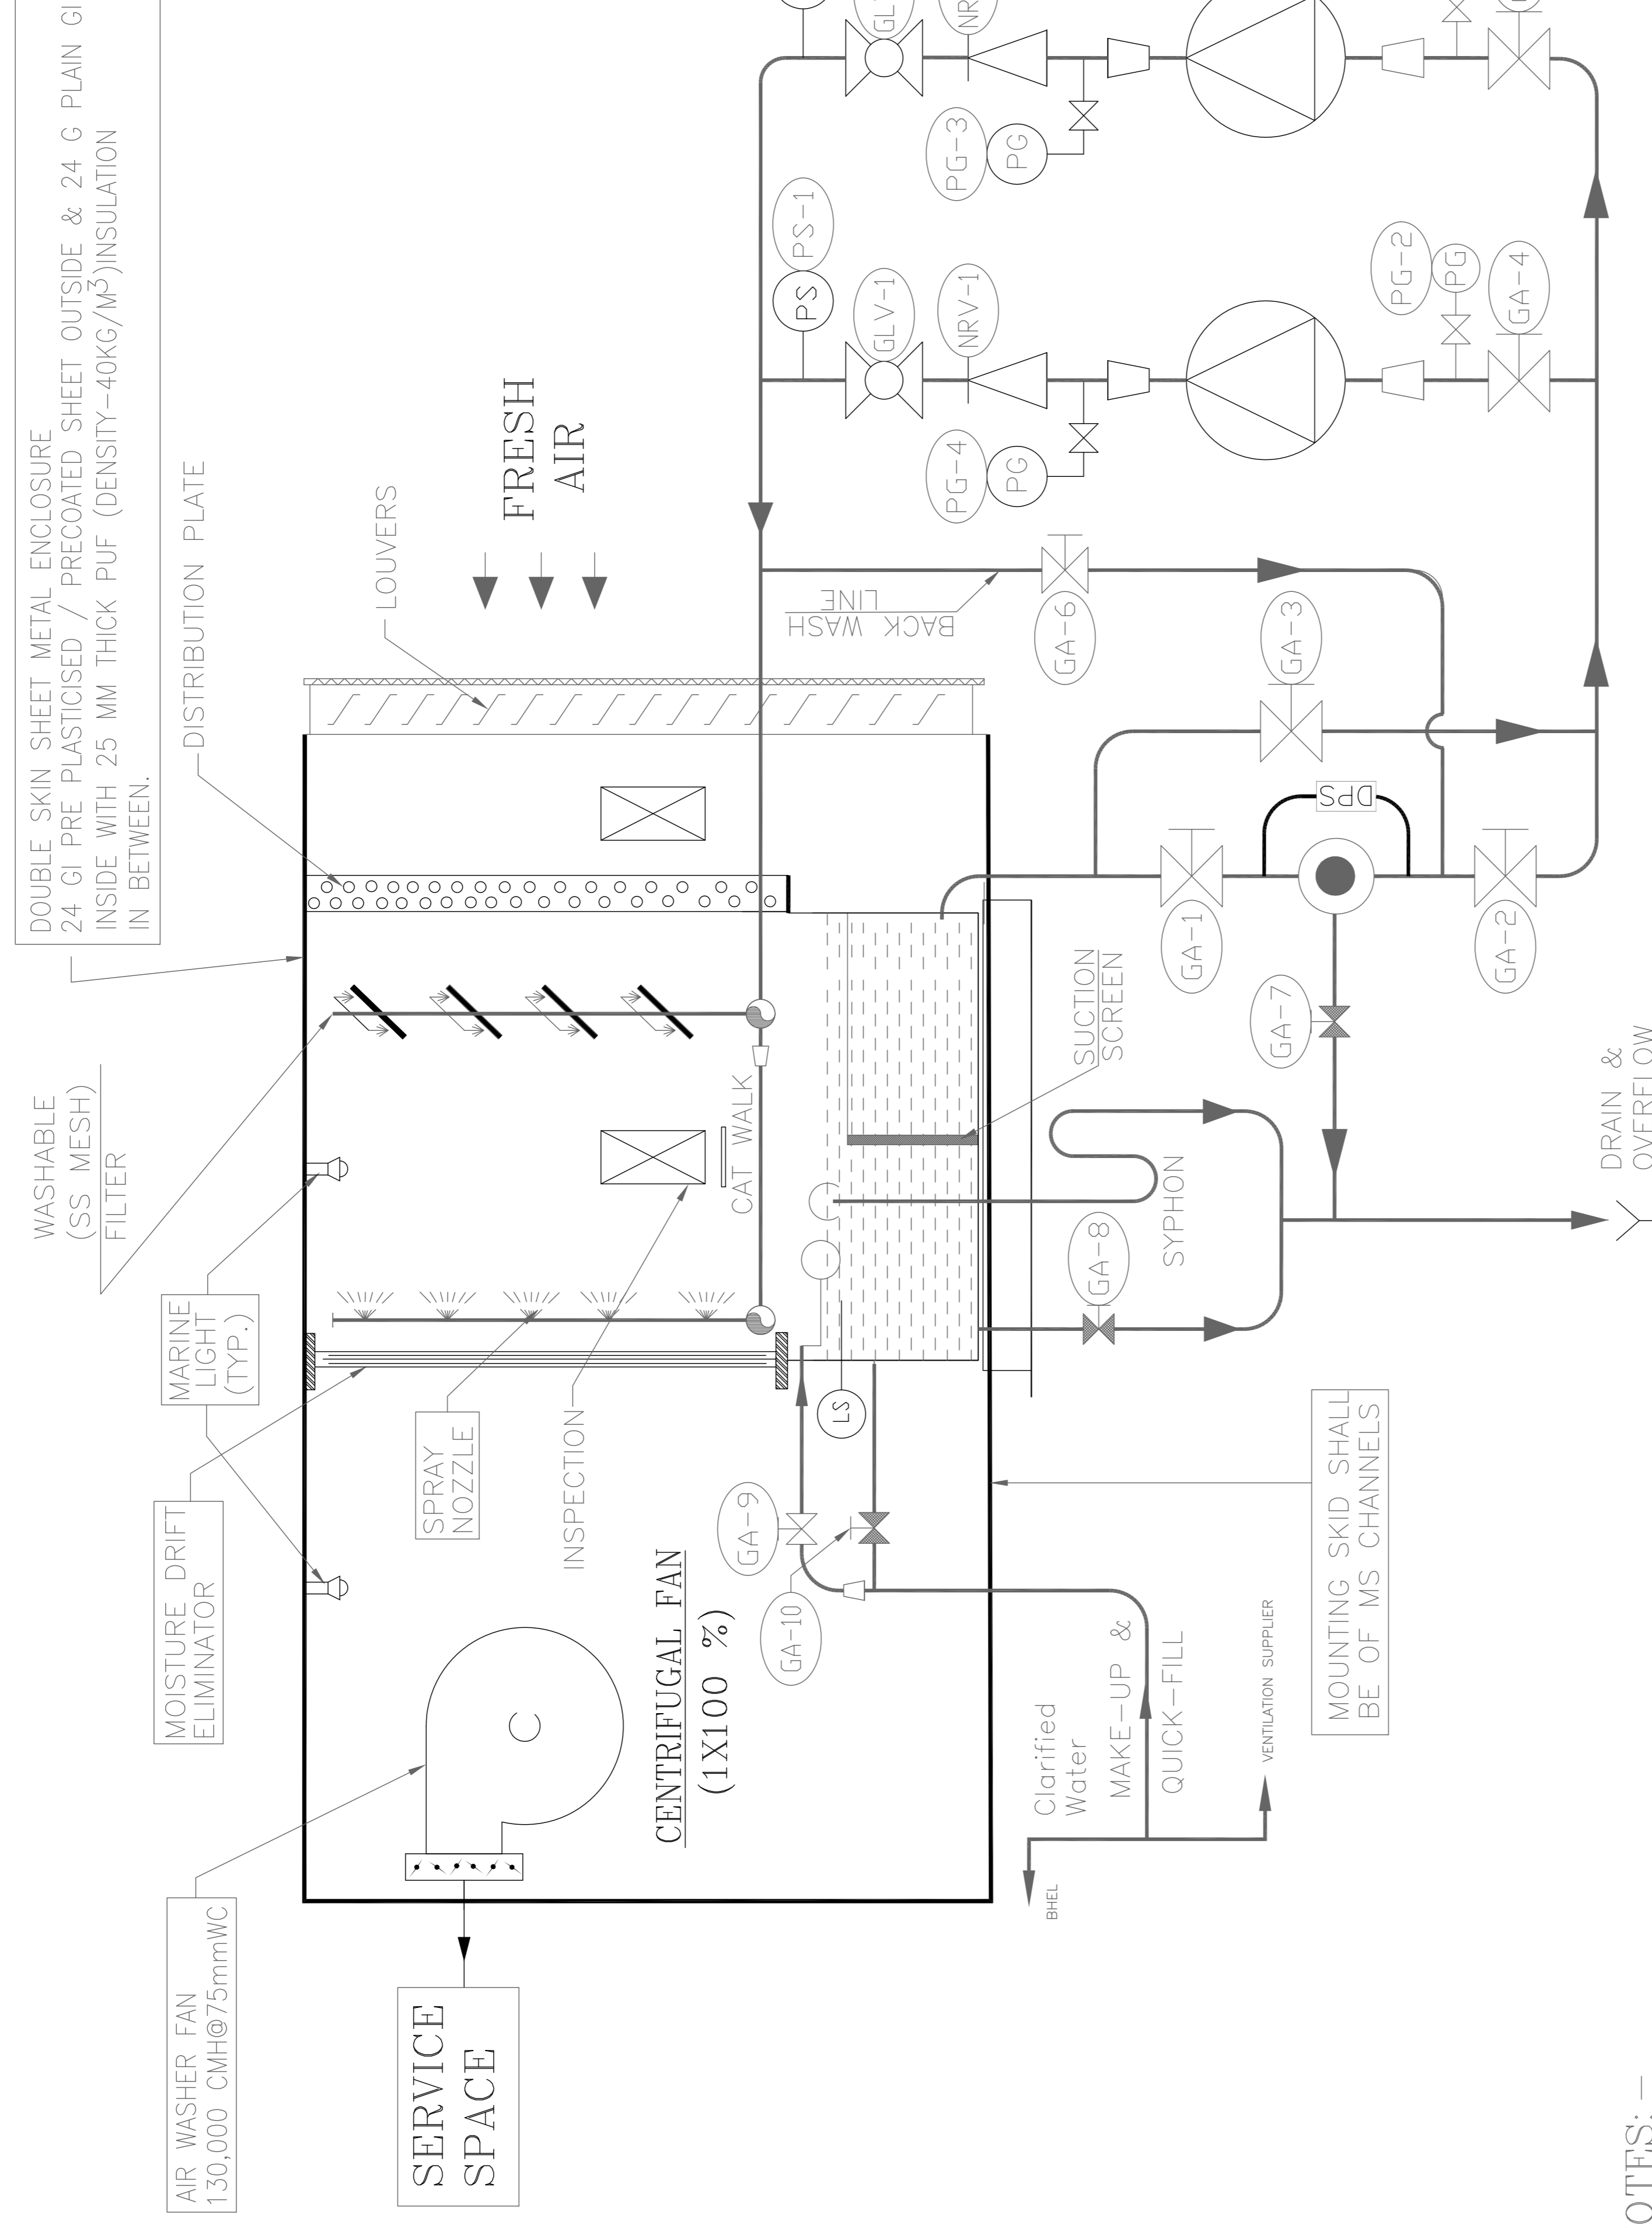 DOUBLE SKIN SHEET METAL ENCLOSURE
24 GI PRE PLASTICISED / PRECOATED SHEET OUTSIDE & 24 G PLAIN GI
INSIDE WITH 25 MM THICK PUF (DENSITY-40KG/M3)INSULATION
IN BETWEEN.
DISTRIBUTION PLATE
LOUVERS
FRESH
AIR
WASHABLE
(SS MESH)
FILTER
MARINE
LIGHT
(TYP.)
MOISTURE DRIFT
ELIMINATOR
AIR WASHER FAN
130,000 CMH@75mmWC
SERVICE
SPACE
SPRAY
NOZZLE
INSPECTION
CENTRIFUGAL FAN
(1X100 %)
CAT WALK
SUCTION
SCREEN
LS
GA-9
GA-10
GA-8
SYPHON
Clarified
Water
MAKE-UP &
QUICK-FILL
BHEL
VENTILATION SUPPLIER
MOUNTING SKID SHALL
BE OF MS CHANNELS
BACK WASH
LINE
GA-6
GA-3
DPS
GA-1
GA-2
GA-7
DRAIN &
OVERFLOW
PS
PS-1
GLV-1
NRV-1
PG-4
PG
PG-3
PG
PG-2
PG
GA-4
GL
NR
OTES: -